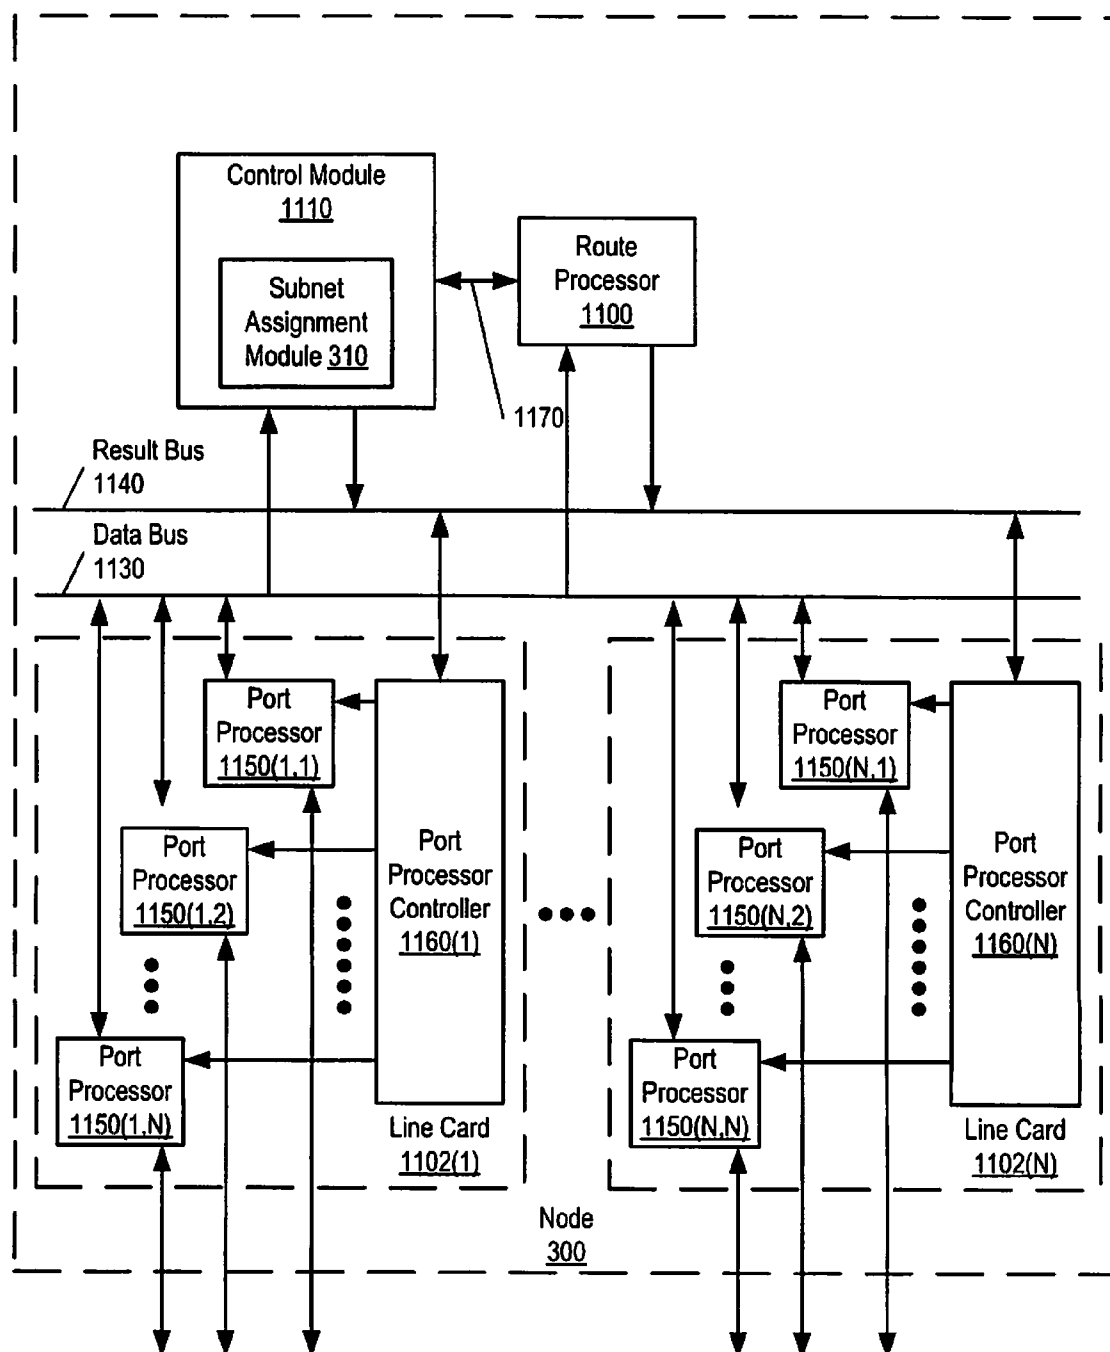 Control Module
1110
Subnet
Assignment
Module 310
Route
Processor
1100
1170
Result Bus
1140
Data Bus
1130
Port
Processor
1150(1,1)
Port
Processor
1150(1,2)
Port
Processor
1150(1,N)
Port
Processor
Controller
1160(1)
Line Card
1102(1)
Port
Processor
1150(N,1)
Port
Processor
1150(N,2)
Port
Processor
1150(N,N)
Port
Processor
Controller
1160(N)
Line Card
1102(N)
Node
300